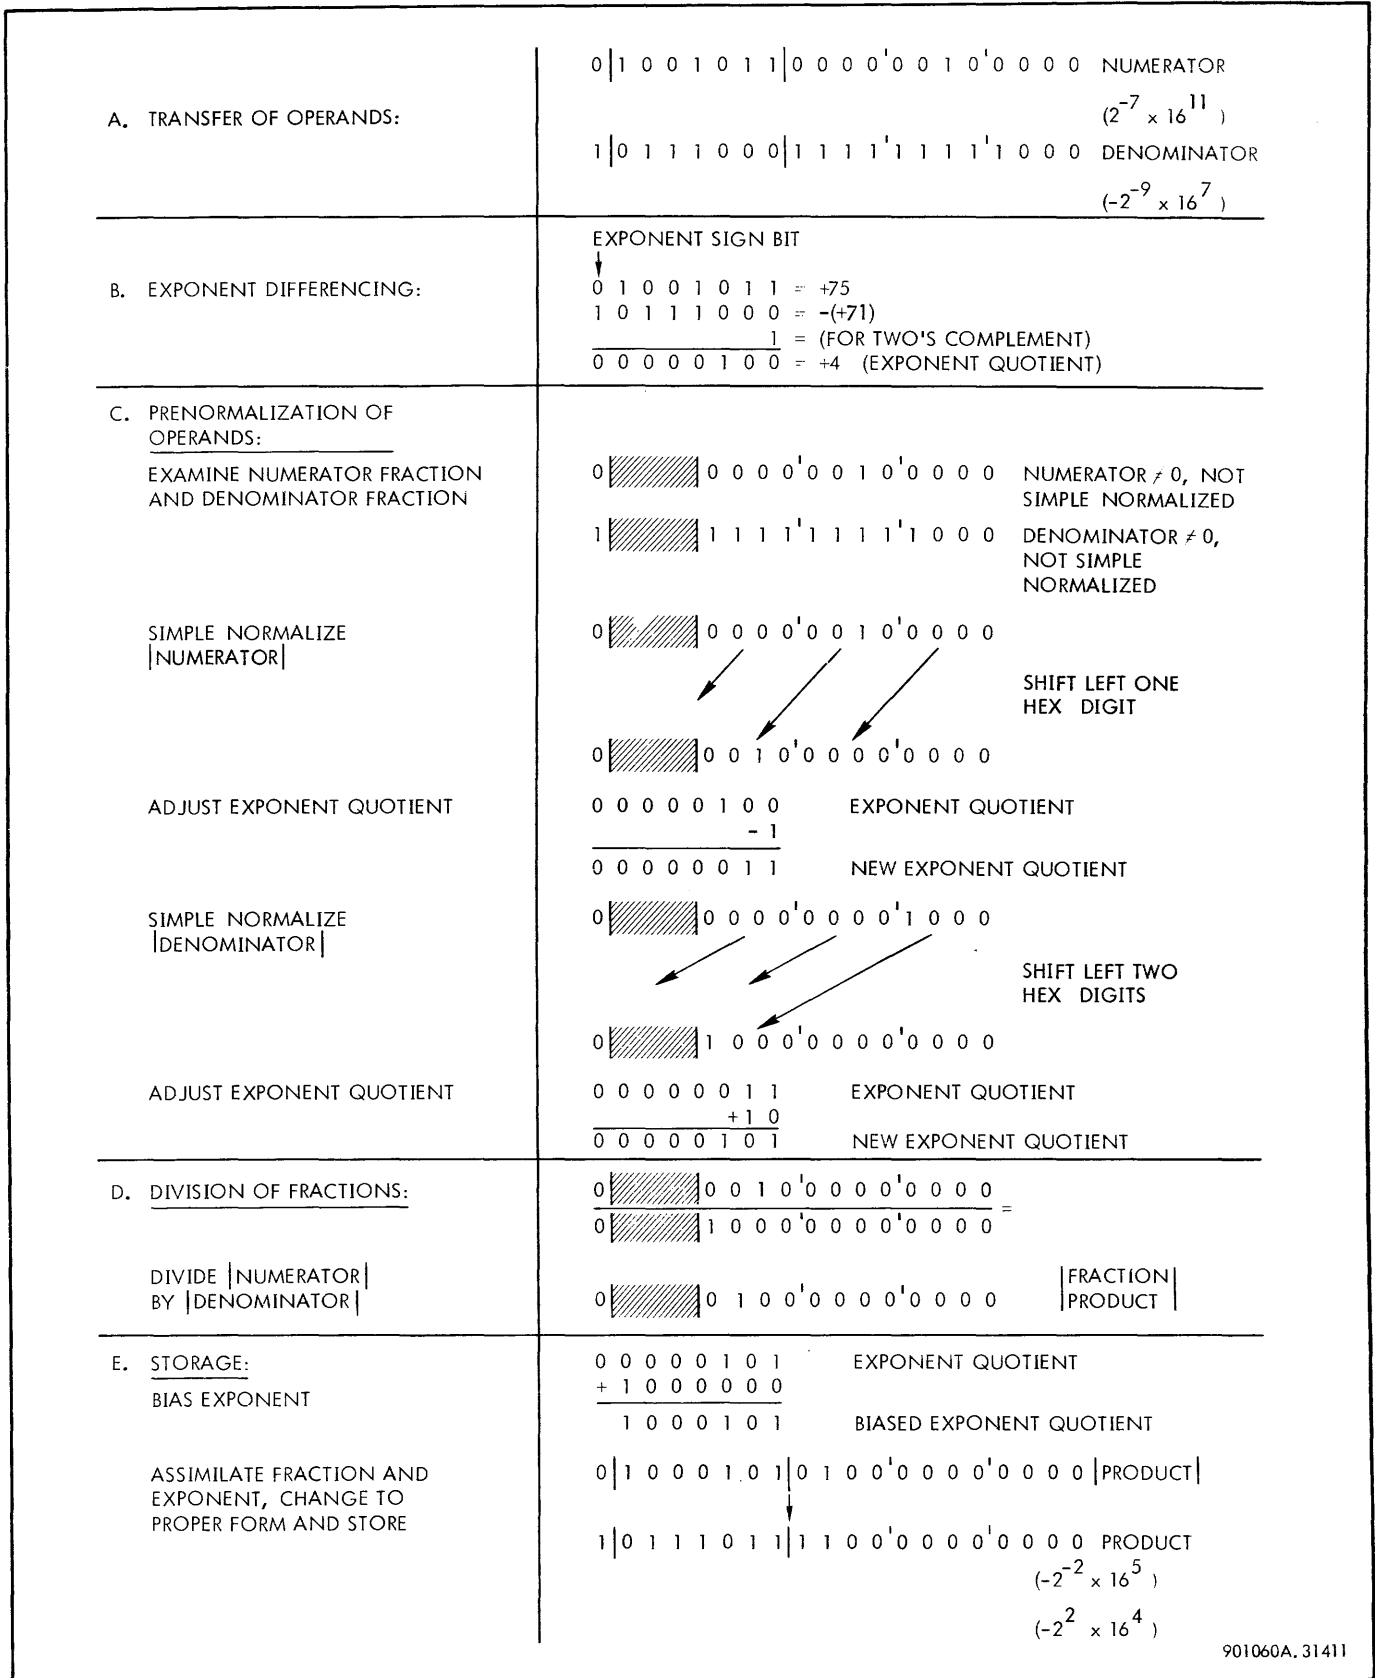 0|1 0 0 1 0 1 1|0 0 0 0'0 0 1 0'0 0 0 0 NUMERATOR
(2^-7 x 16^11 )
A. TRANSFER OF OPERANDS:
1|0 1 1 1 0 0 0|1 1 1 1'1 1 1 1'1 0 0 0 DENOMINATOR
(-2^-9 x 16^7 )
EXPONENT SIGN BIT
B. EXPONENT DIFFERENCING:
0 1 0 0 1 0 1 1 = +75
1 0 1 1 1 0 0 0 = -(+71)
1 = (FOR TWO'S COMPLEMENT)
0 0 0 0 0 1 0 0 = +4 (EXPONENT QUOTIENT)
C. PRENORMALIZATION OF
OPERANDS:
EXAMINE NUMERATOR FRACTION
AND DENOMINATOR FRACTION
0| |0 0 0 0'0 0 1 0'0 0 0 0 NUMERATOR ≠ 0, NOT
SIMPLE NORMALIZED
1| |1 1 1 1'1 1 1 1'1 0 0 0 DENOMINATOR ≠ 0,
NOT SIMPLE
NORMALIZED
SIMPLE NORMALIZE
|NUMERATOR|
0| |0 0 0 0'0 0 1 0'0 0 0 0
SHIFT LEFT ONE
HEX DIGIT
0| |0 0 1 0'0 0 0 0'0 0 0 0
ADJUST EXPONENT QUOTIENT
0 0 0 0 0 1 0 0 EXPONENT QUOTIENT
- 1
0 0 0 0 0 0 1 1 NEW EXPONENT QUOTIENT
SIMPLE NORMALIZE
|DENOMINATOR|
0| |0 0 0 0'0 0 0 0'1 0 0 0
SHIFT LEFT TWO
HEX DIGITS
0| |1 0 0 0'0 0 0 0'0 0 0 0
ADJUST EXPONENT QUOTIENT
0 0 0 0 0 0 1 1 EXPONENT QUOTIENT
+ 1 0
0 0 0 0 0 1 0 1 NEW EXPONENT QUOTIENT
D. DIVISION OF FRACTIONS:
0| |0 0 1 0'0 0 0 0'0 0 0 0
=
0| |1 0 0 0'0 0 0 0'0 0 0 0
DIVIDE |NUMERATOR|
BY |DENOMINATOR|
0| |0 1 0 0'0 0 0 0'0 0 0 0
|FRACTION|
|PRODUCT|
E. STORAGE:
BIAS EXPONENT
0 0 0 0 0 1 0 1 EXPONENT QUOTIENT
+ 1 0 0 0 0 0 0
1 0 0 0 1 0 1 BIASED EXPONENT QUOTIENT
ASSIMILATE FRACTION AND
EXPONENT, CHANGE TO
PROPER FORM AND STORE
0|1 0 0 0 1 0 1|0 1 0 0'0 0 0 0'0 0 0 0 |PRODUCT|
1|0 1 1 1 0 1 1|1 1 0 0'0 0 0 0'0 0 0 0 PRODUCT
(-2^-2 x 16^5 )
(-2^2 x 16^4 )
901060A. 31411